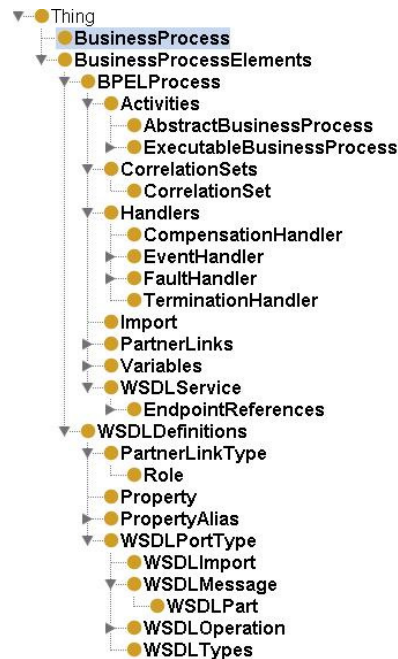 Thing
BusinessProcess
BusinessProcessElements
BPELProcess
Activities
AbstractBusinessProcess
ExecutableBusinessProcess
CorrelationSets
CorrelationSet
Handlers
CompensationHandler
EventHandler
FaultHandler
TerminationHandler
Import
PartnerLinks
Variables
WSDLService
EndpointReferences
WSDLDefinitions
PartnerLinkType
Role
Property
PropertyAlias
WSDLPortType
WSDLImport
WSDLMessage
WSDLPart
WSDLOperation
WSDLTypes